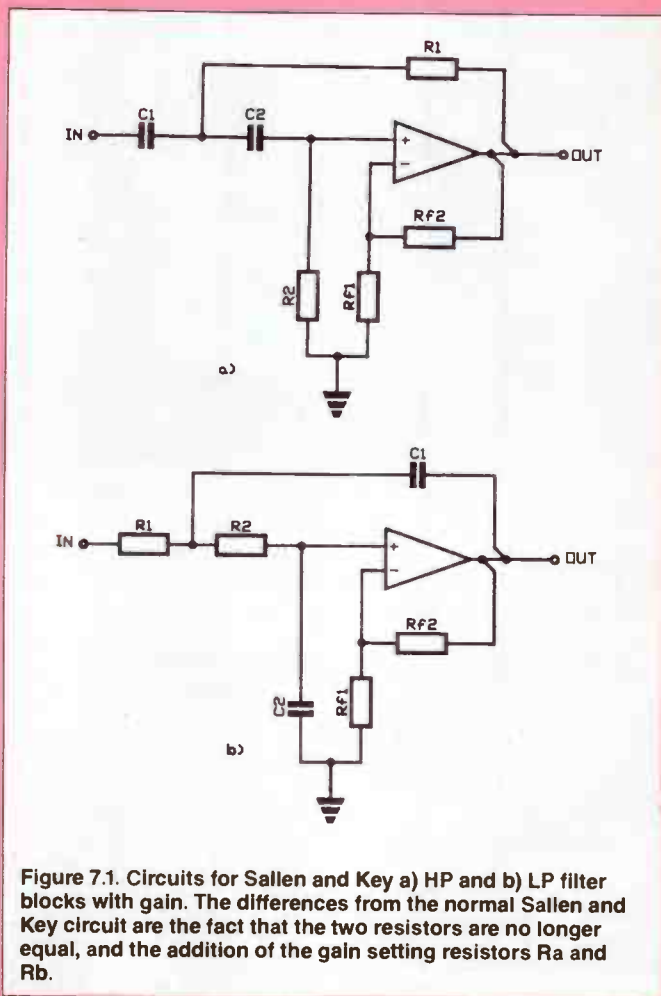 R1
C1
C2
IN
+
-
OUT
Rf2
R2
Rf1
a)
C1
R1
R2
IN
+
-
OUT
Rf2
C2
Rf1
b)
Figure 7.1. Circuits for Sallen and Key a) HP and b) LP filter
blocks with gain. The differences from the normal Sallen and
Key circuit are the fact that the two resistors are no longer
equal, and the addition of the gain setting resistors Ra and
Rb.